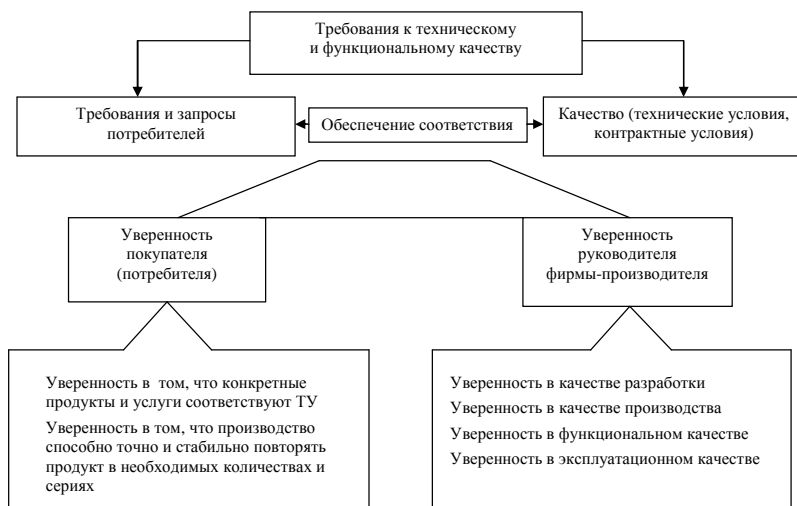 Требования к техническому
и функциональному качеству
Требования и запросы
потребителей
Обеспечение соответствия
Качество (технические условия,
контрактные условия)
Уверенность
покупателя
(потребителя)
Уверенность
руководителя
фирмы-производителя
Уверенность в том, что конкретные
продукты и услуги соответствуют ТУ
Уверенность в том, что производство
способно точно и стабильно повторять
продукт в необходимых количествах и
сериях
Уверенность в качестве разработки
Уверенность в качестве производства
Уверенность в функциональном качестве
Уверенность в эксплуатационном качестве